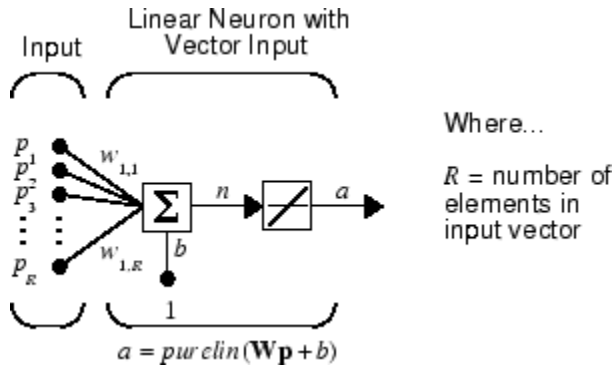 Linear Neuron with
Vector Input
Input
Where...
R = number of
elements in
input vector
p1
p2
p3
pR
w1,1
w1,R
Σ
n
a
b
1
a = purelin(Wp + b)